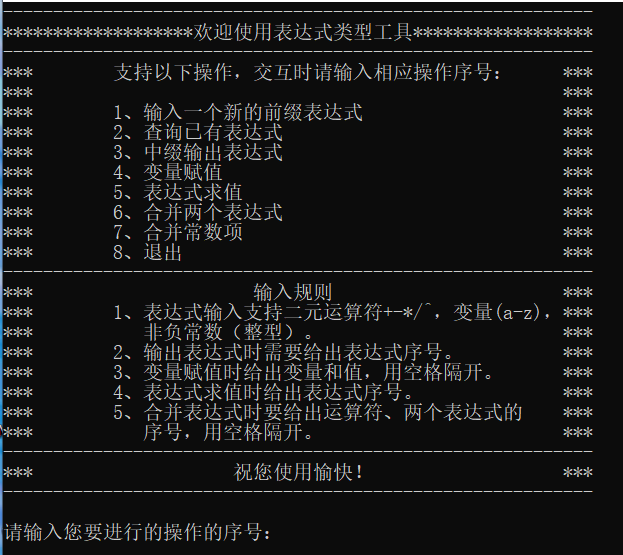 -----------------------------------------------------------
*******************欢迎使用表达式类型工具******************
-----------------------------------------------------------
***        支持以下操作，交互时请输入相应操作序号：      ***
***                                                     ***
***        1、输入一个新的前缀表达式                    ***
***        2、查询已有表达式                            ***
***        3、中缀输出表达式                            ***
***        4、变量赋值                                  ***
***        5、表达式求值                                ***
***        6、合并两个表达式                            ***
***        7、合并常数项                                ***
***        8、退出                                      ***
-----------------------------------------------------------
***                      输入规则                       ***
***        1、表达式输入支持二元运算符+-*/^，变量(a-z)，***
***           非负常数（整型）。                        ***
***        2、输出表达式时需要给出表达式序号。          ***
***        3、变量赋值时给出变量和值，用空格隔开。      ***
***        4、表达式求值时给出表达式序号。              ***
***        5、合并表达式时要给出运算符、两个表达式的    ***
***           序号，用空格隔开。                        ***
-----------------------------------------------------------
***                    祝您使用愉快！                   ***
-----------------------------------------------------------
请输入您要进行的操作的序号：